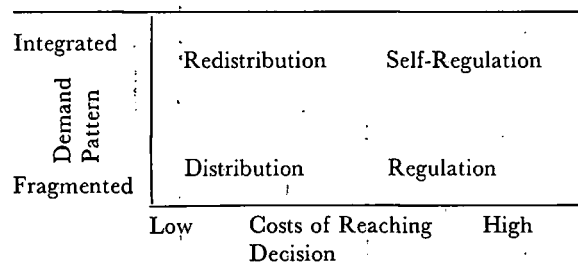 Integrated
Redistribution Self-Regulation
Demand
Pattern
Distribution Regulation
Fragmented
Low Costs of Reaching High
Decision